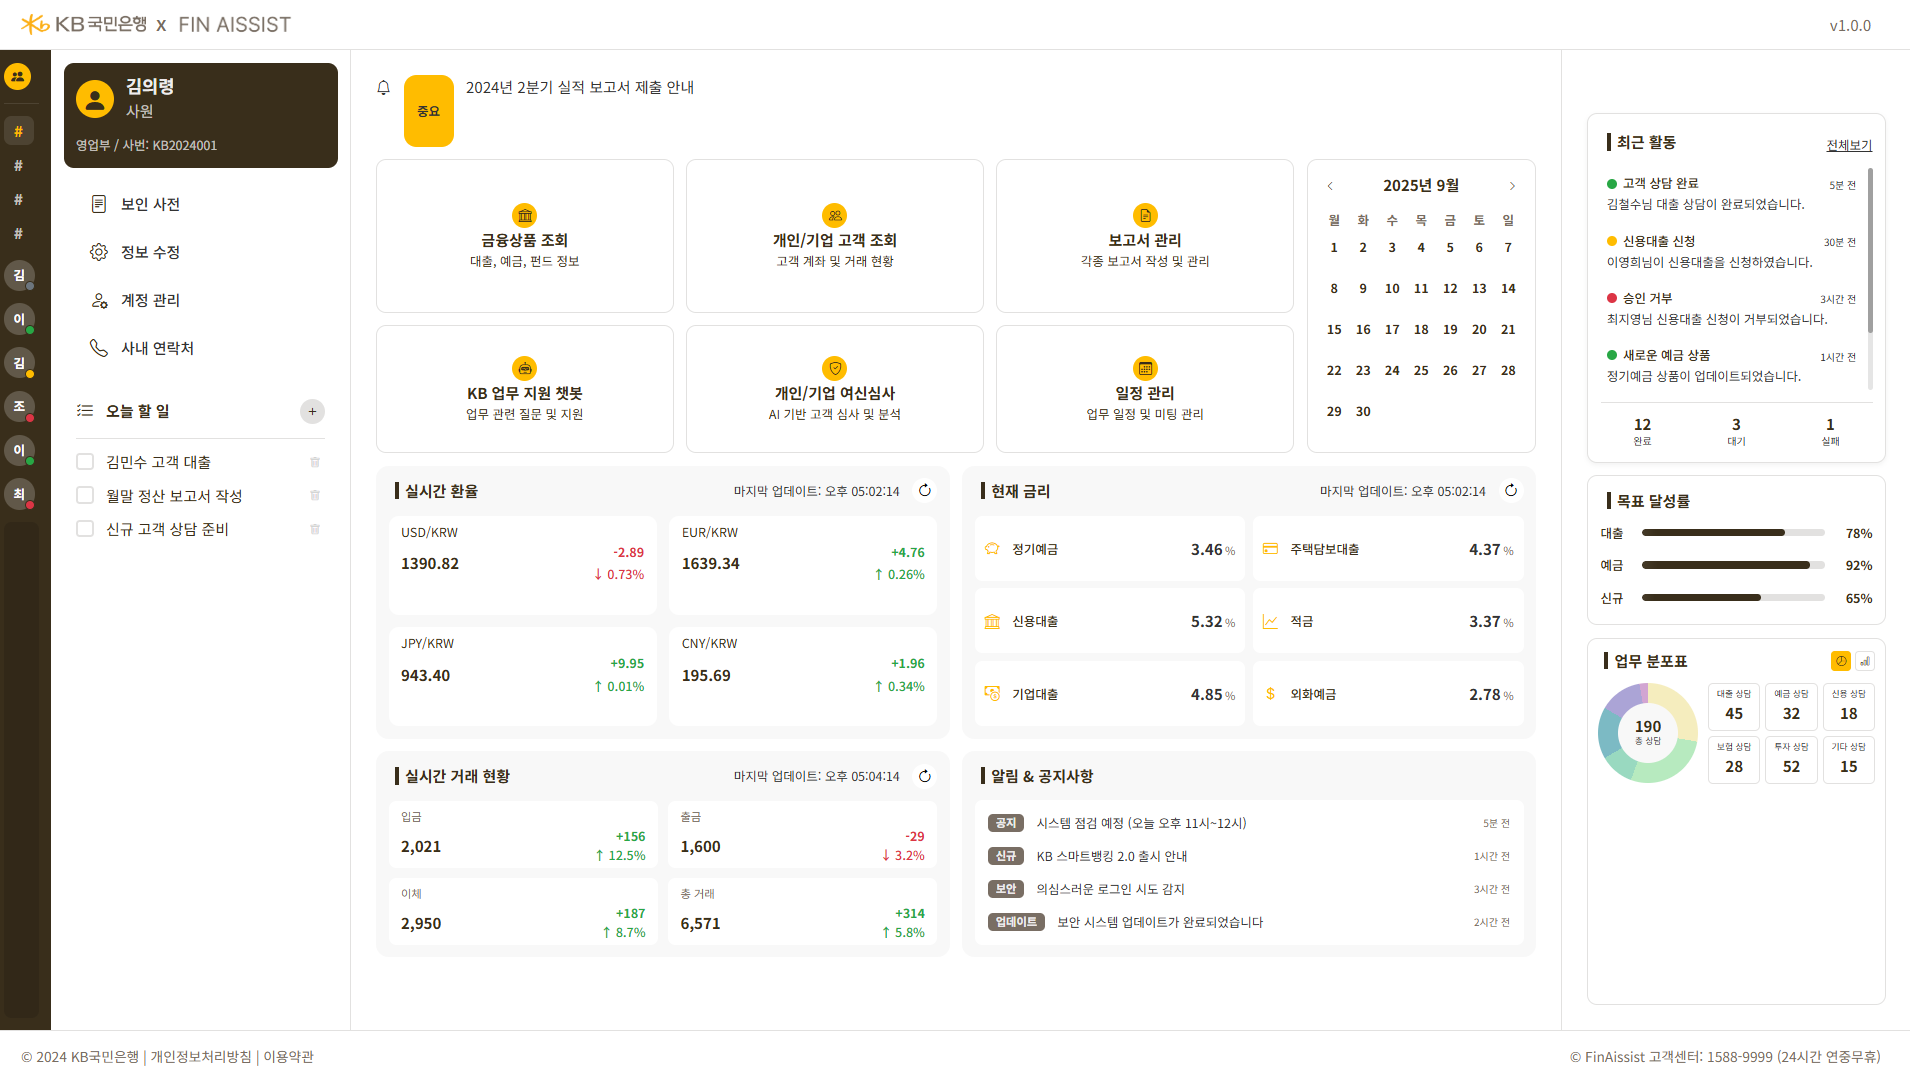 KB국민은행 x FIN AISSIST
v1.0.0
#
#
#
#
김
이
김
조
이
최
김의령
사원
영업부 / 사번: KB2024001
보인 사전
정보 수정
계정 관리
사내 연락처
오늘 할 일
+
김민수 고객 대출
월말 정산 보고서 작성
신규 고객 상담 준비
중요
2024년 2분기 실적 보고서 제출 안내
금융상품 조회
대출, 예금, 펀드 정보
개인/기업 고객 조회
고객 계좌 및 거래 현황
보고서 관리
각종 보고서 작성 및 관리
KB 업무 지원 챗봇
업무 관련 질문 및 지원
개인/기업 여신심사
AI 기반 고객 심사 및 분석
일정 관리
업무 일정 및 미팅 관리
2025년 9월
월 화 수 목 금 토 일
1 2 3 4 5 6 7
8 9 10 11 12 13 14
15 16 17 18 19 20 21
22 23 24 25 26 27 28
29 30
실시간 환율
마지막 업데이트: 오후 05:02:14
USD/KRW
1390.82
-2.89
↓ 0.73%
EUR/KRW
1639.34
+4.76
↑ 0.26%
JPY/KRW
943.40
+9.95
↑ 0.01%
CNY/KRW
195.69
+1.96
↑ 0.34%
현재 금리
마지막 업데이트: 오후 05:02:14
정기예금 3.46 %
주택담보대출 4.37 %
신용대출 5.32 %
적금 3.37 %
기업대출 4.85 %
외화예금 2.78 %
실시간 거래 현황
마지막 업데이트: 오후 05:04:14
입금
2,021
+156
↑ 12.5%
출금
1,600
-29
↓ 3.2%
이체
2,950
+187
↑ 8.7%
총 거래
6,571
+314
↑ 5.8%
알림 & 공지사항
공지 시스템 점검 예정 (오늘 오후 11시~12시) 5분 전
신규 KB 스마트뱅킹 2.0 출시 안내 1시간 전
보안 의심스러운 로그인 시도 감지 3시간 전
업데이트 보안 시스템 업데이트가 완료되었습니다 2시간 전
최근 활동
전체보기
고객 상담 완료 5분 전
김철수님 대출 상담이 완료되었습니다.
신용대출 신청 30분 전
이영희님이 신용대출을 신청하였습니다.
승인 거부 3시간 전
최지영님 신용대출 신청이 거부되었습니다.
새로운 예금 상품 1시간 전
정기예금 상품이 업데이트되었습니다.
12 3 1
완료 대기 실패
목표 달성률
대출 78%
예금 92%
신규 65%
업무 분포표
190
총 상담
대출 상담
45
예금 상담
32
신용 상담
18
보험 상담
28
투자 상담
52
기타 상담
15
© 2024 KB국민은행 | 개인정보처리방침 | 이용약관
© FinAissist 고객센터: 1588-9999 (24시간 연중무휴)